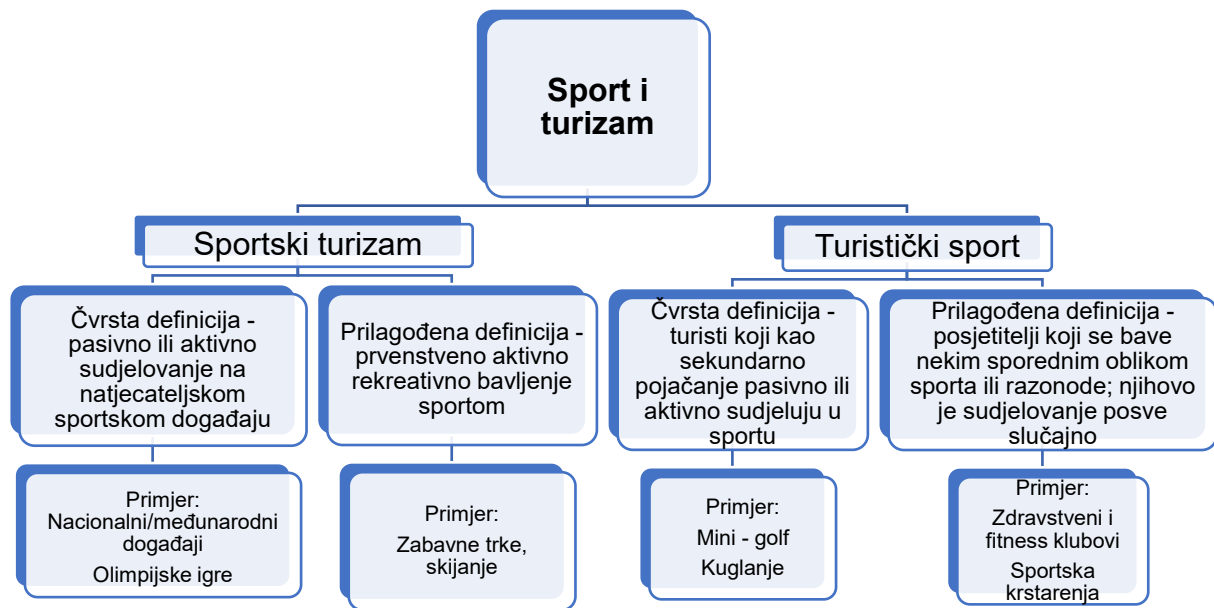 Sport i
turizam
Sportski turizam
Turistički sport
Čvrsta definicija -
pasivno ili aktivno
sudjelovanje na
natjecateljskom
sportskom događaju
Prilagođena definicija -
prvenstveno aktivno
rekreativno bavljenje
sportom
Čvrsta definicija -
turisti koji kao
sekundarno
pojačanje pasivno ili
aktivno sudjeluju u
sportu
Prilagođena definicija -
posjetitelji koji se bave
nekim sporednim oblikom
sporta ili razonode; njihovo
je sudjelovanje posve
slučajno
Primjer:
Nacionalni/međunarodni
događaji
Olimpijske igre
Primjer:
Zabavne trke,
skijanje
Primjer:
Mini - golf
Kuglanje
Primjer:
Zdravstveni i
fitness klubovi
Sportska
krstarenja